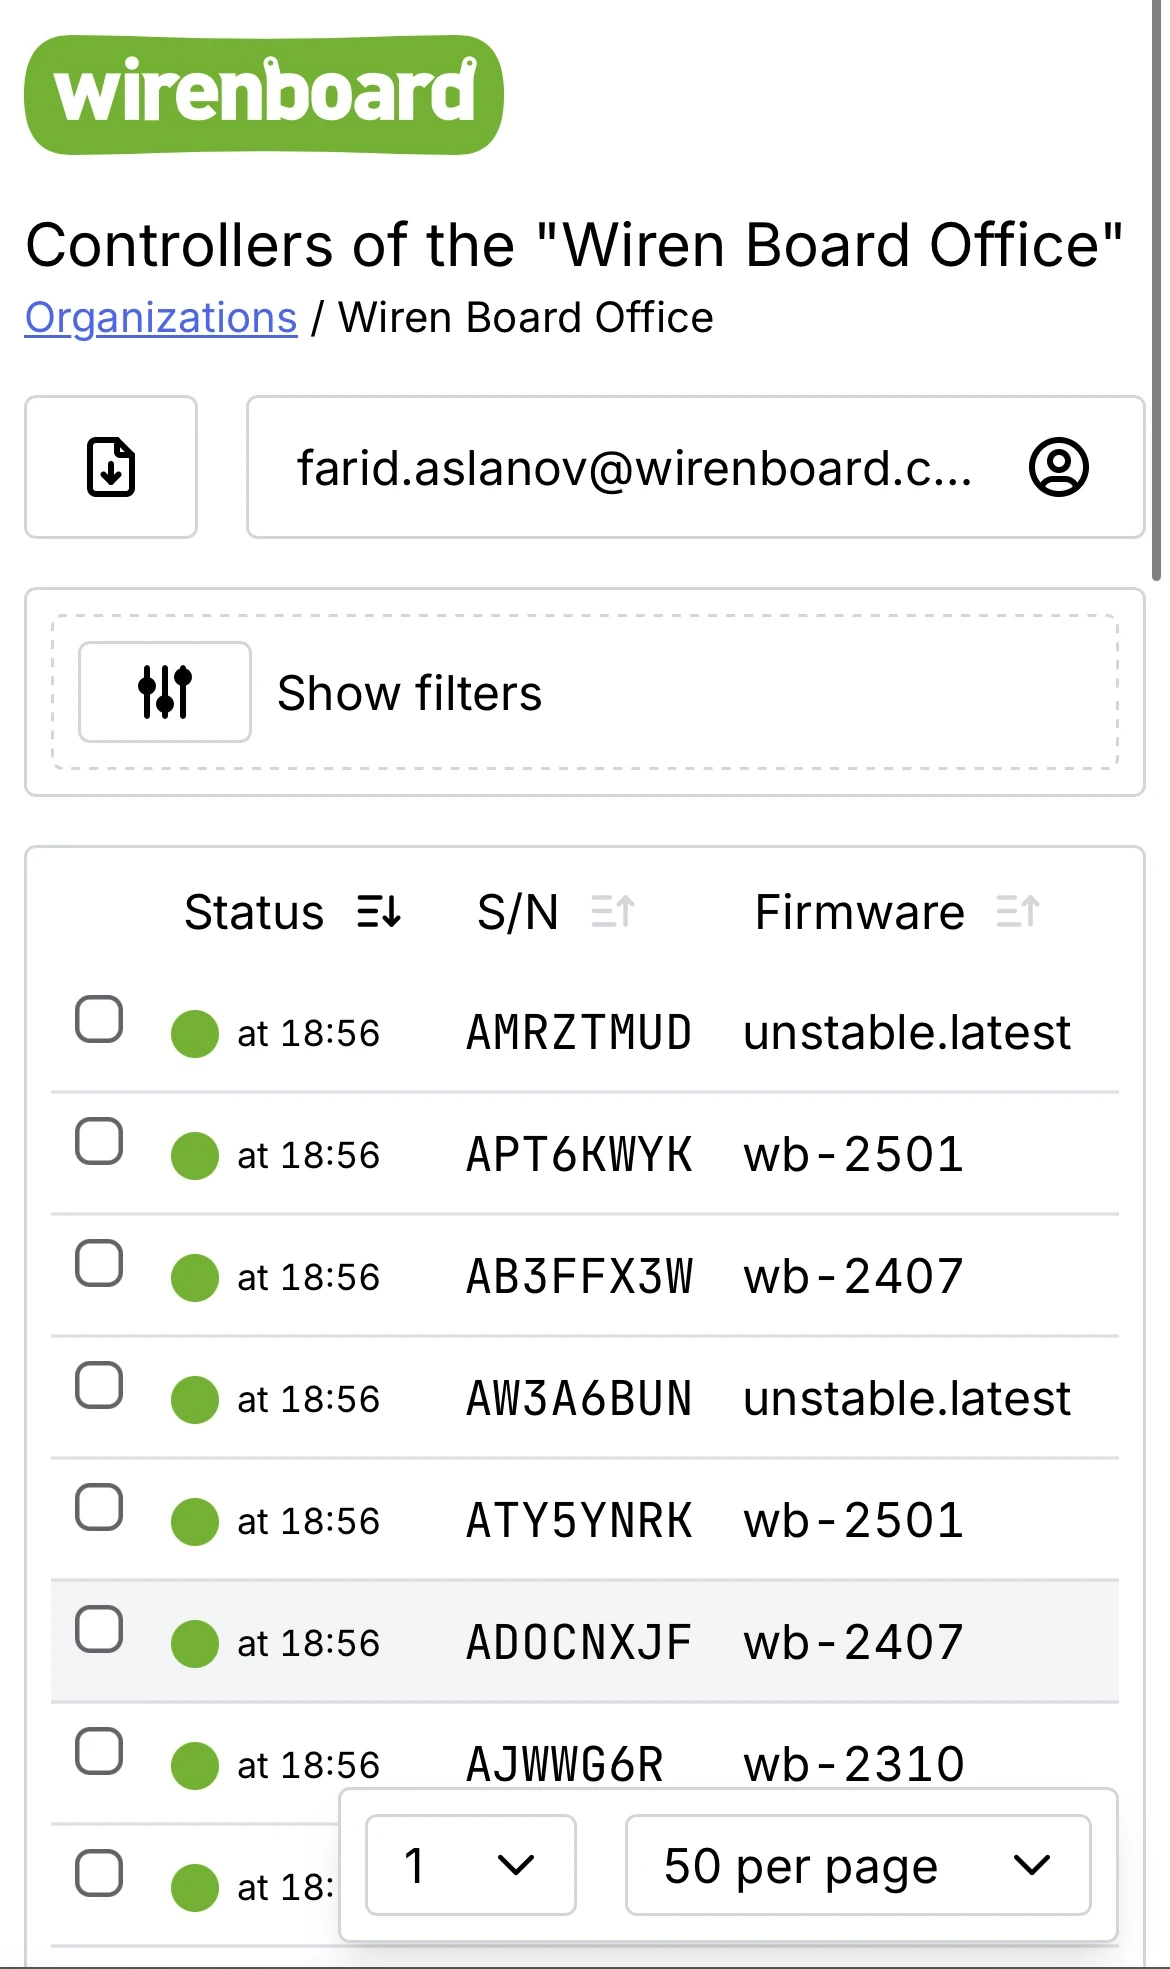 wirenboard
Controllers of the "Wiren Board Office"
Organizations / Wiren Board Office
farid.aslanov@wirenboard.c...
Show filters
Status S/N Firmware
at 18:56 AMRZTMUD unstable.latest
at 18:56 APT6KWYK wb-2501
at 18:56 AB3FFX3W wb-2407
at 18:56 AW3A6BUN unstable.latest
at 18:56 ATY5YNRK wb-2501
at 18:56 ADOCNXJF wb-2407
at 18:56 AJWWG6R wb-2310
at 18:
1 50 per page